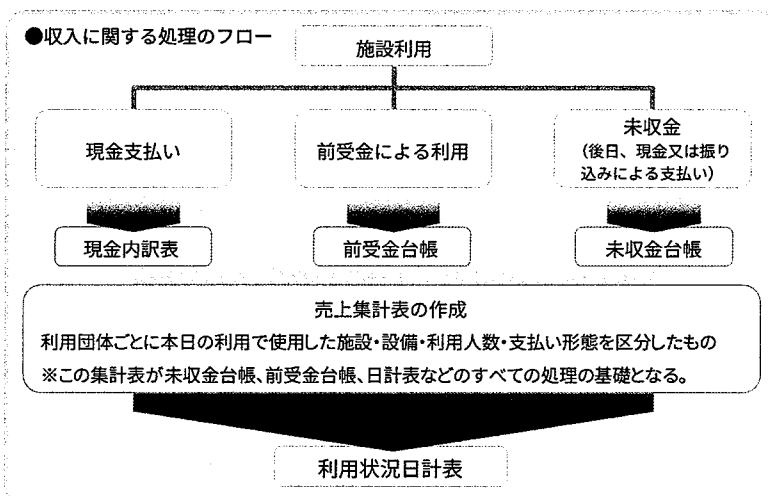 ●収入に関する処理のフロー
施設利用
現金支払い
前受金による利用
未収金
(後日、現金又は振り
込みによる支払い)
現金内訳表
前受金台帳
未収金台帳
売上集計表の作成
利用団体ごとに本日の利用で使用した施設・設備・利用人数・支払い形態を区分したもの
※この集計表が未収金台帳、前受金台帳、日計表などのすべての処理の基礎となる。
利用状況日計表